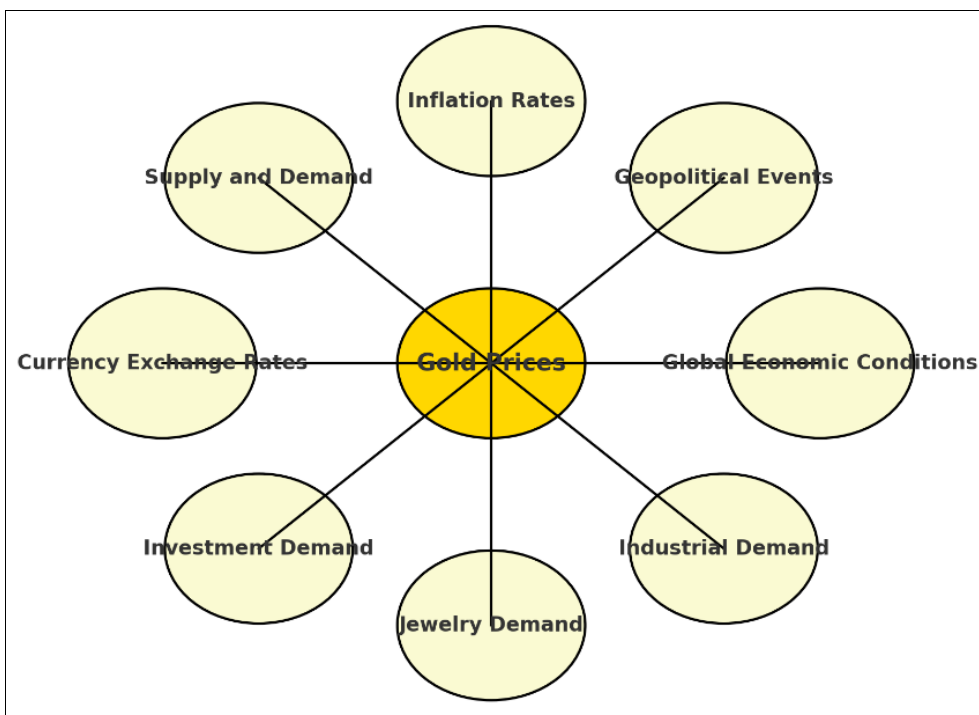 Inflation Rates
Supply and Demand
Geopolitical Events
Currency Exchange Rates
Gold Prices
Global Economic Conditions
Investment Demand
Industrial Demand
Jewelry Demand